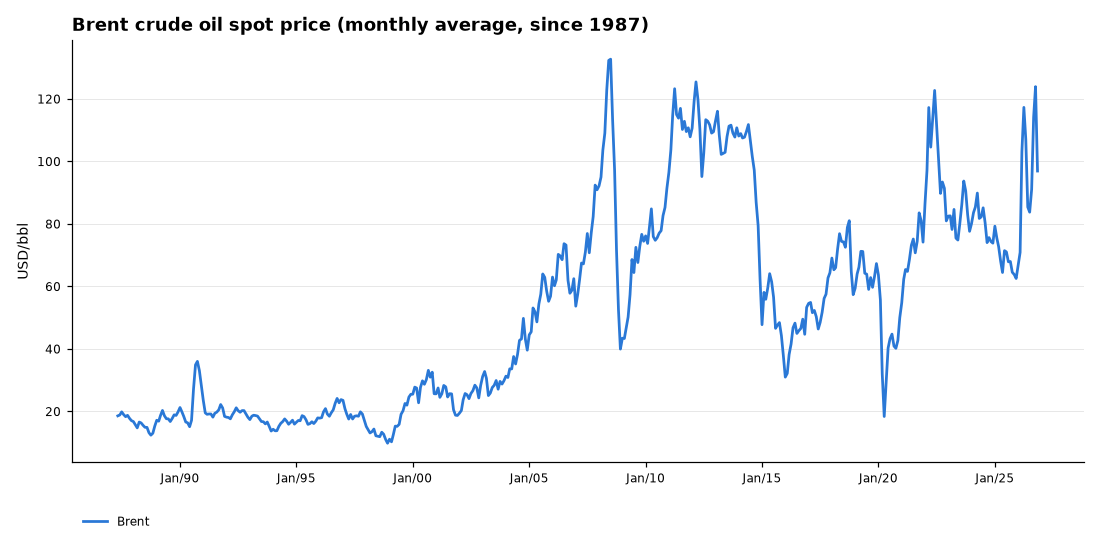 Brent crude oil spot price (monthly average, since 1987)
USD/bbl
120
100
80
60
40
20
Jan/90 Jan/95 Jan/00 Jan/05 Jan/10 Jan/15 Jan/20 Jan/25
Brent